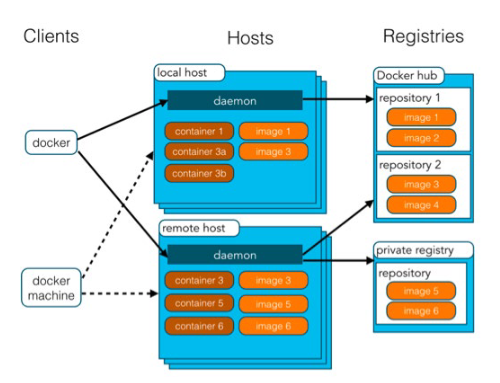 Clients
Hosts
Registries
docker
docker
machine
local host
daemon
container 1
image 1
container 3a
image 3
container 3b
remote host
daemon
container 3
image 3
container 5
image 5
container 6
image 6
Docker hub
repository 1
image 1
image 2
repository 2
image 3
image 4
private registry
repository
image 5
image 6